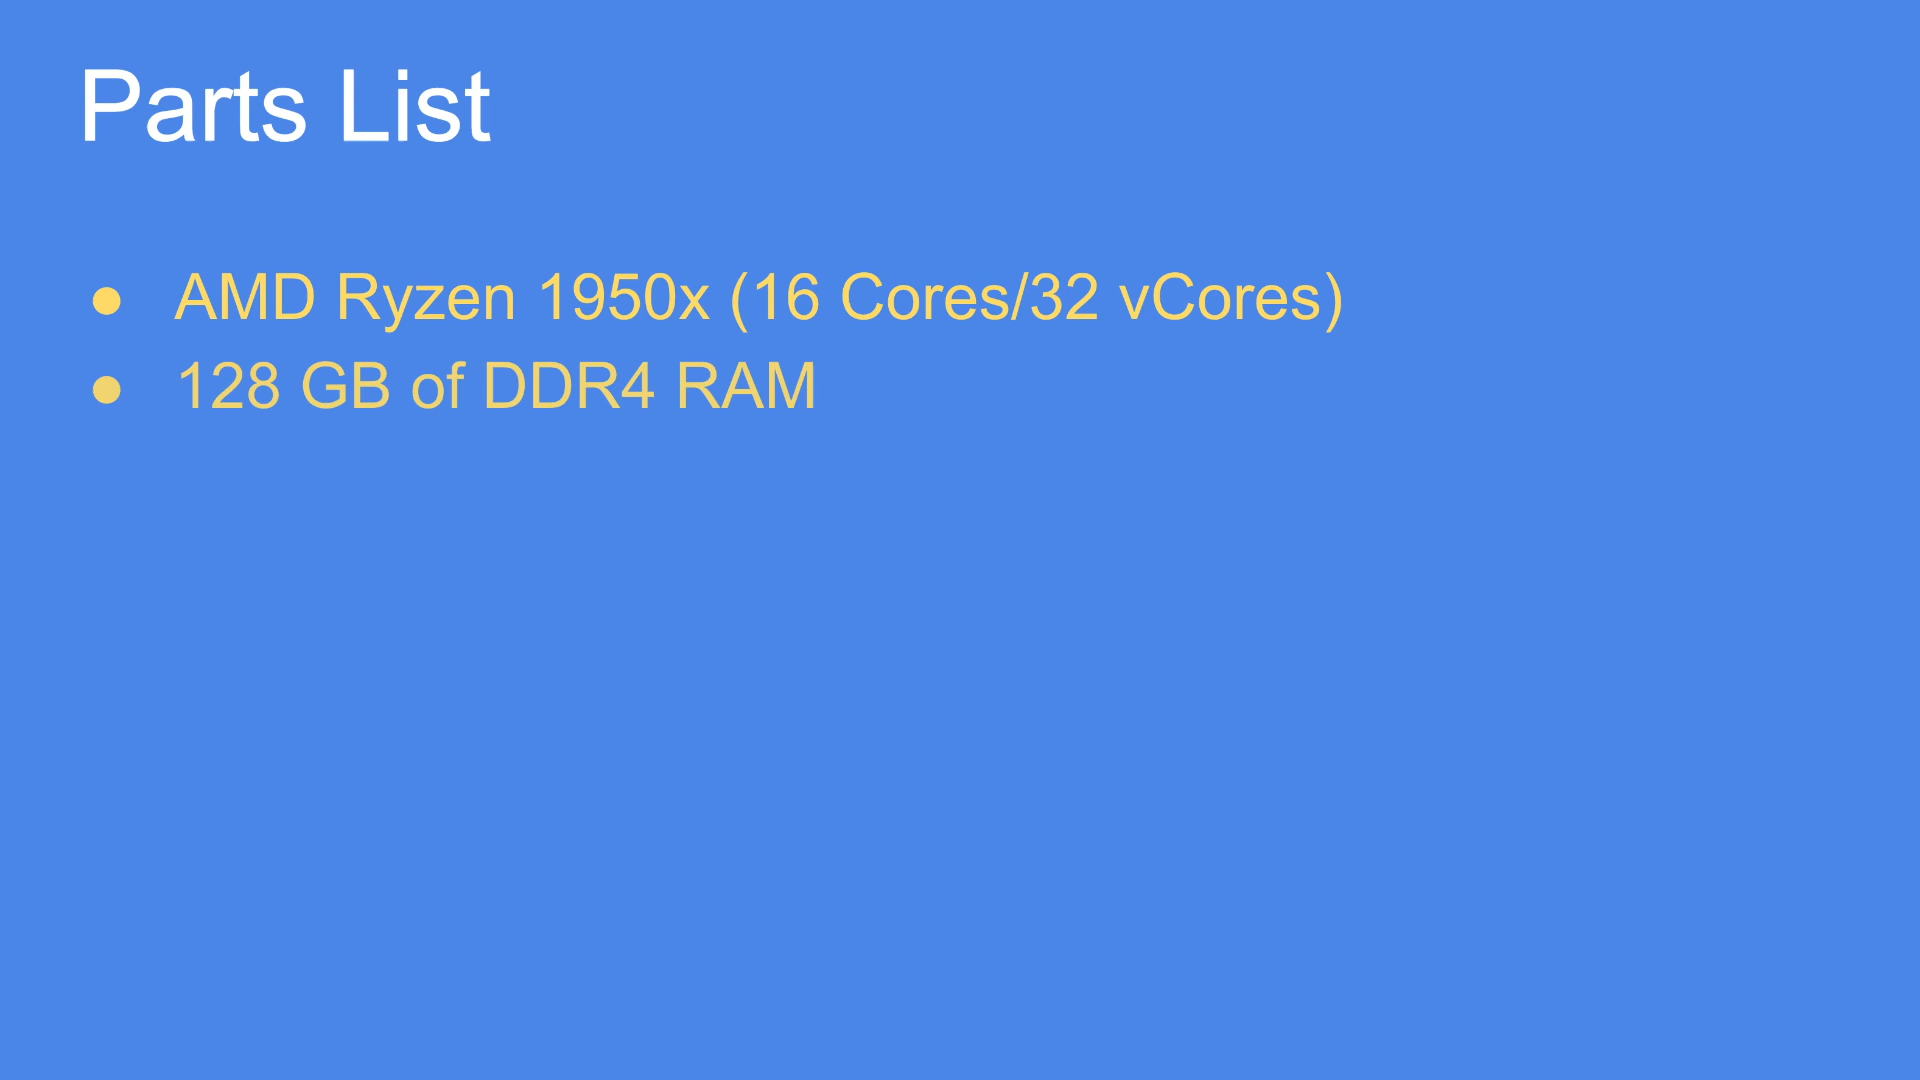 Parts List
● AMD Ryzen 1950x (16 Cores/32 vCores)
● 128 GB of DDR4 RAM